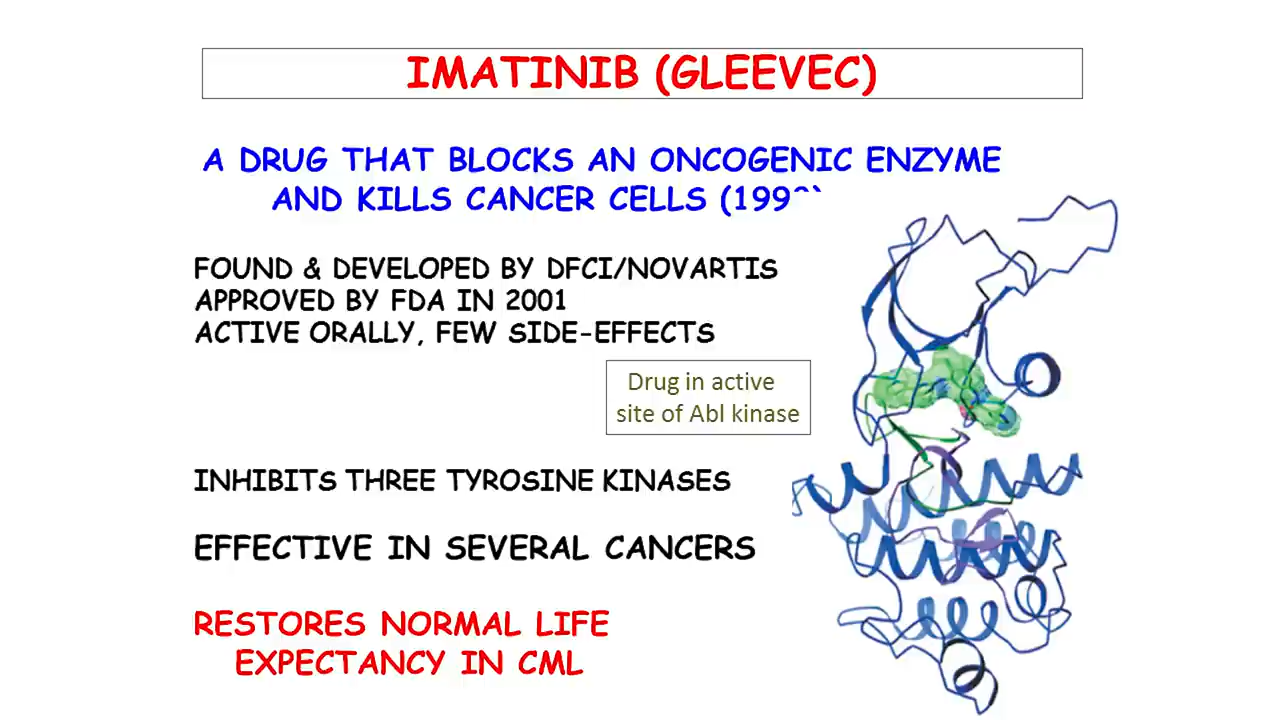 IMATINIB (GLEEVEC)
A DRUG THAT BLOCKS AN ONCOGENIC ENZYME
AND KILLS CANCER CELLS
FOUND & DEVELOPED BY DFCI/NOVARTIS
APPROVED BY FDA IN 2001
ACTIVE ORALLY, FEW SIDE-EFFECTS
Drug in active
site of Abl kinase
INHIBITS THREE TYROSINE KINASES
EFFECTIVE IN SEVERAL CANCERS
RESTORES NORMAL LIFE
EXPECTANCY IN CML